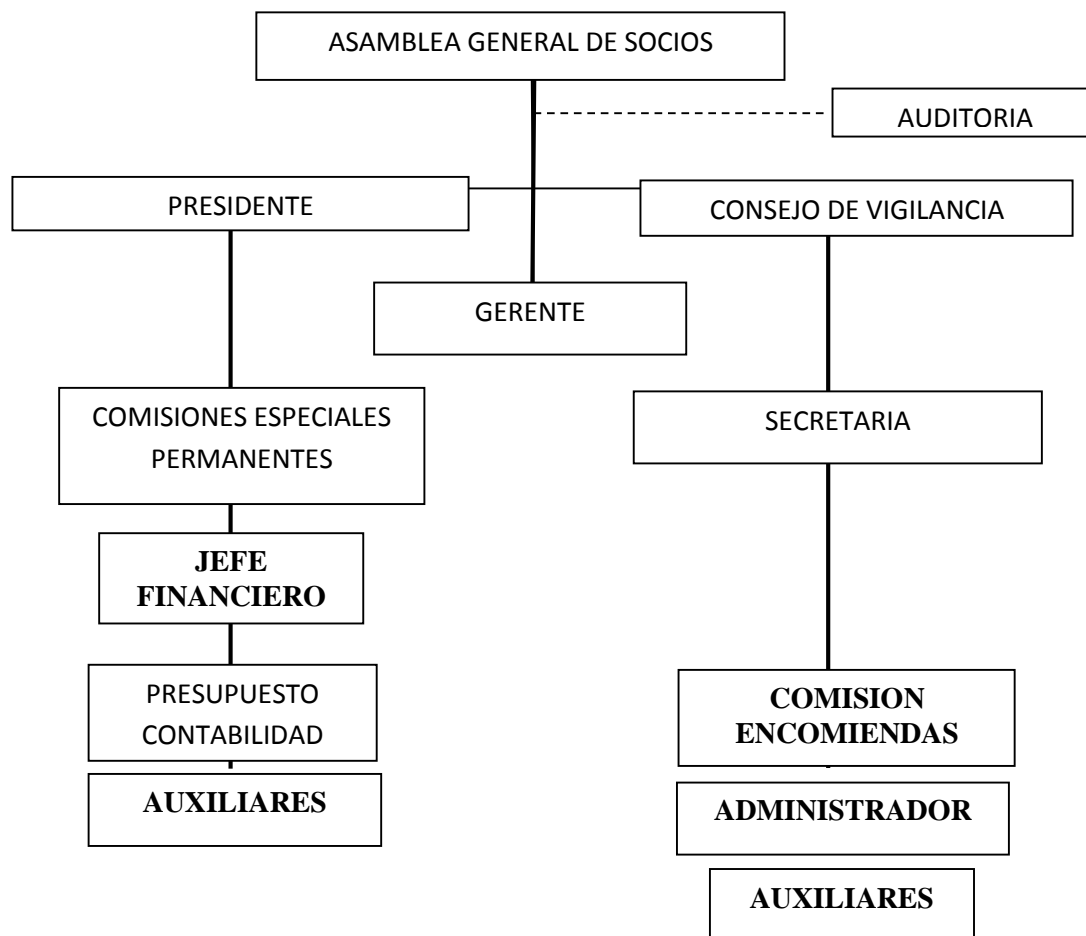 ASAMBLEA GENERAL DE SOCIOS
AUDITORIA
PRESIDENTE
CONSEJO DE VIGILANCIA
GERENTE
COMISIONES ESPECIALES
PERMANENTES
SECRETARIA
JEFE
FINANCIERO
PRESUPUESTO
CONTABILIDAD
COMISION
ENCOMIENDAS
AUXILIARES
ADMINISTRADOR
AUXILIARES